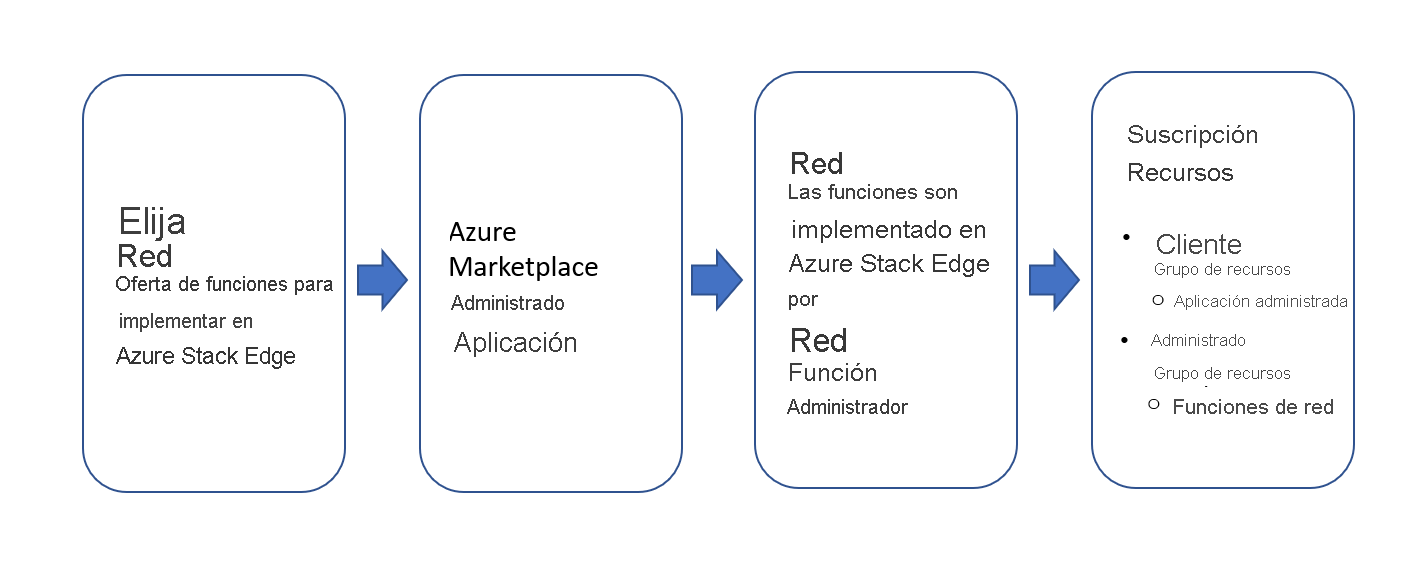 Elija
Red
Oferta de funciones para
implementar en
Azure Stack Edge
Azure
Marketplace
Administrado
Aplicación
Red
Las funciones son
implementado en
Azure Stack Edge
por
Red
Función
Administrador
Suscripción
Recursos
• Cliente
Grupo de recursos
o Aplicación administrada
• Administrado
Grupo de recursos
o Funciones de red